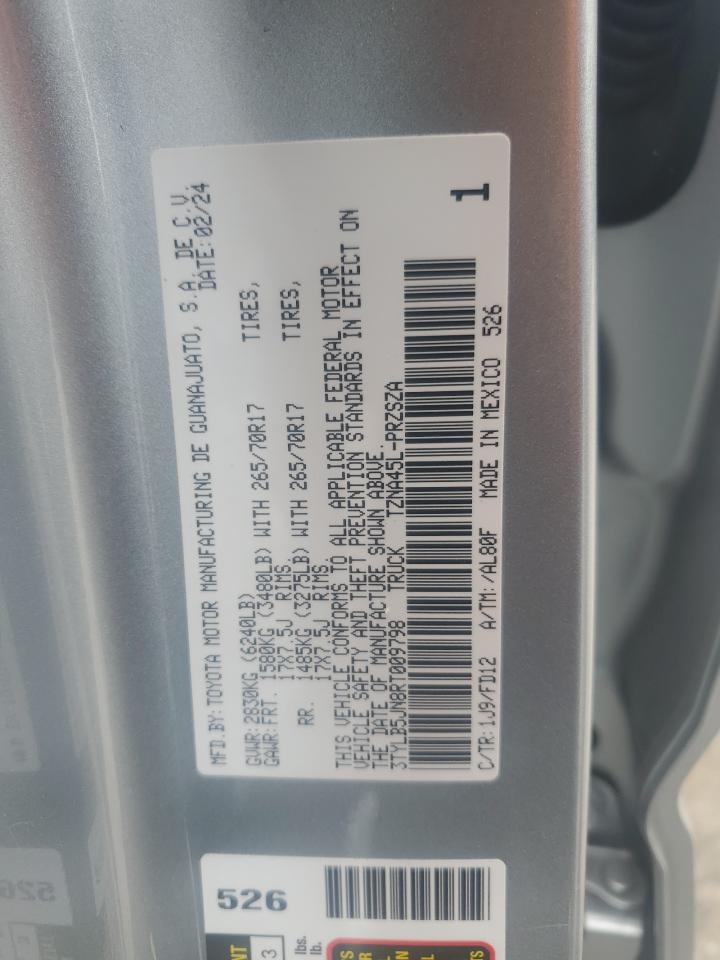 MFD.BY:TOYOTA MOTOR MANUFACTURING DE GUANAJUATO, S.A. DE C.V.
DATE:02/24
GVWR:2830KG (6240LB)
GAWR:FRT. 1580KG (3480LB) WITH 265/70R17 TIRES,
17X7.5J RIMS.
RR. 1485KG (3275LB) WITH 265/70R17 TIRES,
17X7.5J RIMS.
THIS VEHICLE CONFORMS TO ALL APPLICABLE FEDERAL MOTOR
VEHICLE SAFETY AND THEFT PREVENTION STANDARDS IN EFFECT ON
THE DATE OF MANUFACTURE SHOWN ABOVE.
3TYLB5JN8RT009798 TRUCK TZNA45L-PRZSZA
1
C/TR:1J9/FD12 A/TM:/AL80F MADE IN MEXICO 526
526
3
lbs.
lb.